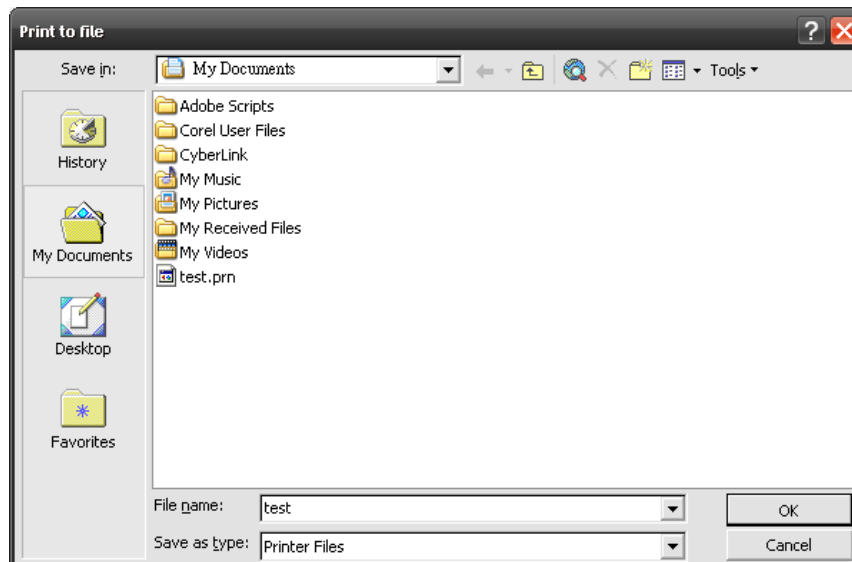 Print to file
Save in:
My Documents
Tools
History
My Documents
Desktop
Favorites
Adobe Scripts
Corel User Files
CyberLink
My Music
My Pictures
My Received Files
My Videos
test.prn
File name:
test
OK
Save as type:
Printer Files
Cancel